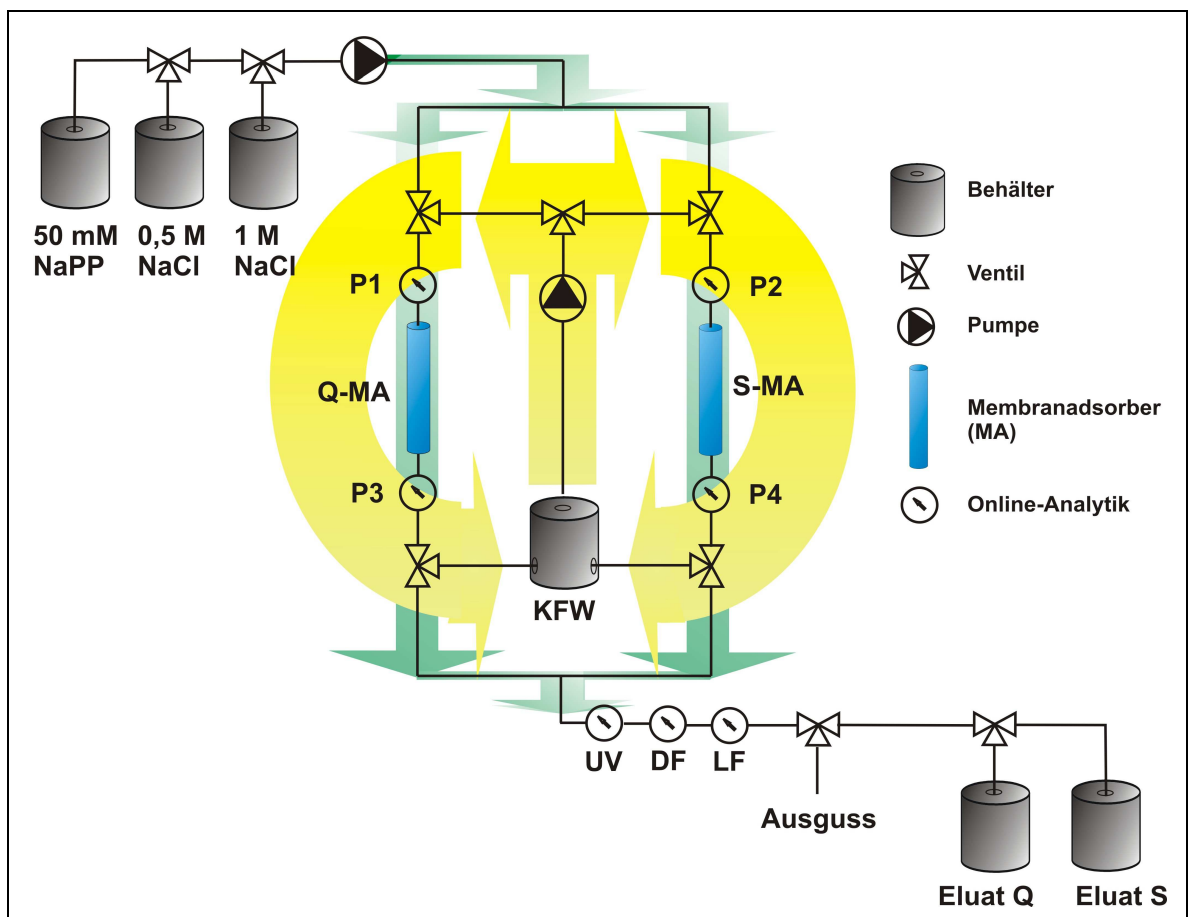 50 mM
NaPP
0,5 M
NaCl
1 M
NaCl
P1
P2
Q-MA
S-MA
P3
P4
KFW
UV
DF
LF
Ausguss
Eluat Q
Eluat S
Behälter
Ventil
Pumpe
Membranadsorber
(MA)
Online-Analytik